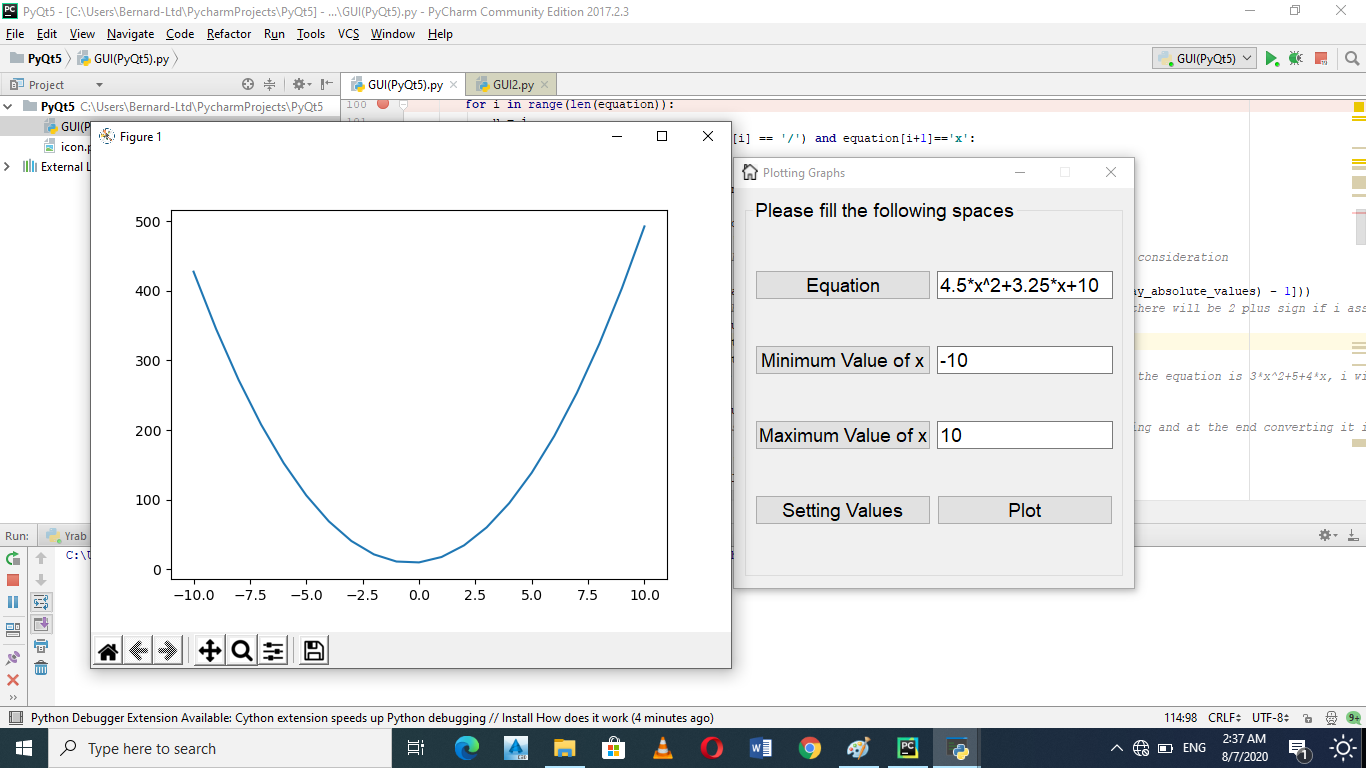 PyQt5 - [C:\Users\Bernard-Ltd\PycharmProjects\PyQt5] - ...\GUI(PyQt5).py - PyCharm Community Edition 2017.2.3
File Edit View Navigate Code Refactor Run Tools VCS Window Help
PyQt5 GUI(PyQt5).py GUI(PyQt5)
Project GUI(PyQt5).py GUI2.py
PyQt5 C:\Users\Bernard-Ltd\PycharmProjects\PyQt5
100 for i in range(len(equation)):
GUI(P
[i] == '/') and equation[i+1]=='x':
icon.p
External L
consideration
y_absolute_values) - 1]))
there will be 2 plus sign if i ass
the equation is 3*x^2+5+4*x, i wi
ing and at the end converting it i
Figure 1
500
400
300
200
100
0
−10.0 −7.5 −5.0 −2.5 0.0 2.5 5.0 7.5 10.0
Plotting Graphs
Please fill the following spaces
Equation 4.5*x^2+3.25*x+10
Minimum Value of x -10
Maximum Value of x 10
Setting Values Plot
Run: Yrab
C:\U
Python Debugger Extension Available: Cython extension speeds up Python debugging // Install How does it work (4 minutes ago) 114:98 CRLF UTF-8 9+
Type here to search
ENG
2:37 AM
8/7/2020
1